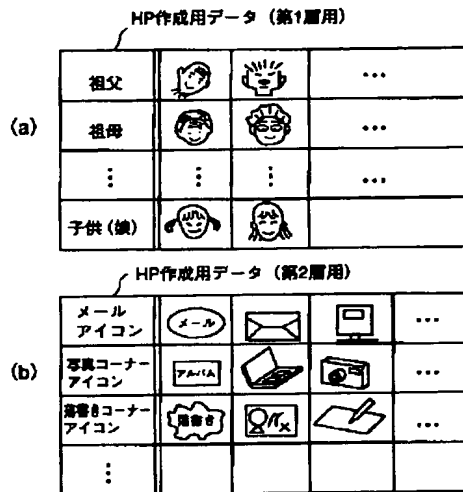 HP作成用データ(第1層用)
(a)
祖父
…
祖母
…
⋮ ⋮ ⋮ …
子供(娘)
HP作成用データ(第2層用)
(b)
メール
アイコン
メール
…
写真コーナー
アイコン
アルバム
…
落書きコーナー
アイコン
落書き
…
⋮